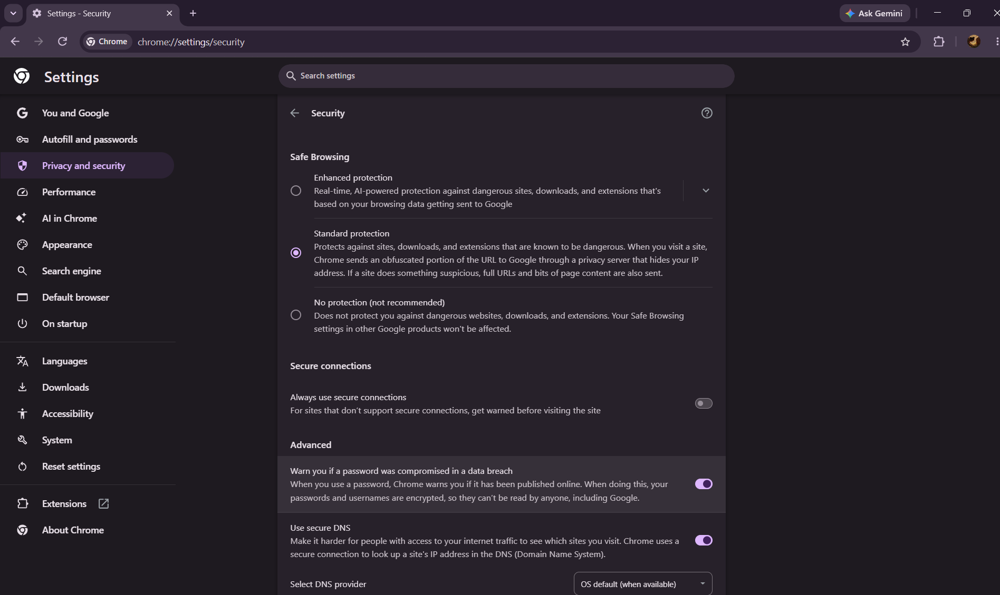 Settings - Security
Ask Gemini
Chrome
chrome://settings/security
Settings
Search settings
You and Google
Autofill and passwords
Privacy and security
Performance
AI in Chrome
Appearance
Search engine
Default browser
On startup
Languages
Downloads
Accessibility
System
Reset settings
Extensions
About Chrome
Security
Safe Browsing
Enhanced protection
Real-time, AI-powered protection against dangerous sites, downloads, and extensions that's
based on your browsing data getting sent to Google
Standard protection
Protects against sites, downloads, and extensions that are known to be dangerous. When you visit a site,
Chrome sends an obfuscated portion of the URL to Google through a privacy server that hides your IP
address. If a site does something suspicious, full URLs and bits of page content are also sent.
No protection (not recommended)
Does not protect you against dangerous websites, downloads, and extensions. Your Safe Browsing
settings in other Google products won't be affected.
Secure connections
Always use secure connections
For sites that don’t support secure connections, get warned before visiting the site
Advanced
Warn you if a password was compromised in a data breach
When you use a password, Chrome warns you if it has been published online. When doing this, your
passwords and usernames are encrypted, so they can’t be read by anyone, including Google.
Use secure DNS
Make it harder for people with access to your internet traffic to see which sites you visit. Chrome uses a
secure connection to look up a site's IP address in the DNS (Domain Name System).
Select DNS provider
OS default (when available)